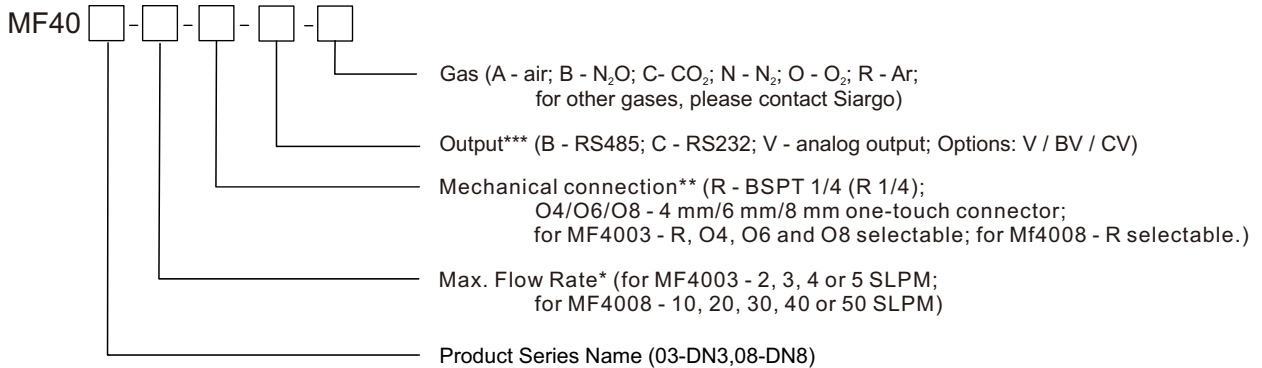 MF40 - - - -
Gas (A - air; B - N₂O; C- CO₂; N - N₂; O - O₂; R - Ar;
for other gases, please contact Siargo)
Output*** (B - RS485; C - RS232; V - analog output; Options: V / BV / CV)
Mechanical connection** (R - BSPT 1/4 (R 1/4);
O4/O6/O8 - 4 mm/6 mm/8 mm one-touch connector;
for MF4003 - R, O4, O6 and O8 selectable; for Mf4008 - R selectable.)
Max. Flow Rate* (for MF4003 - 2, 3, 4 or 5 SLPM;
for MF4008 - 10, 20, 30, 40 or 50 SLPM)
Product Series Name (03-DN3,08-DN8)